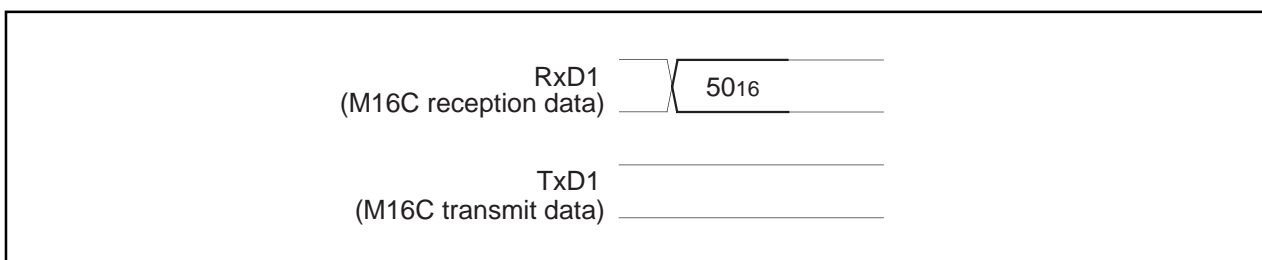 RxD1
(M16C reception data)
5016
TxD1
(M16C transmit data)